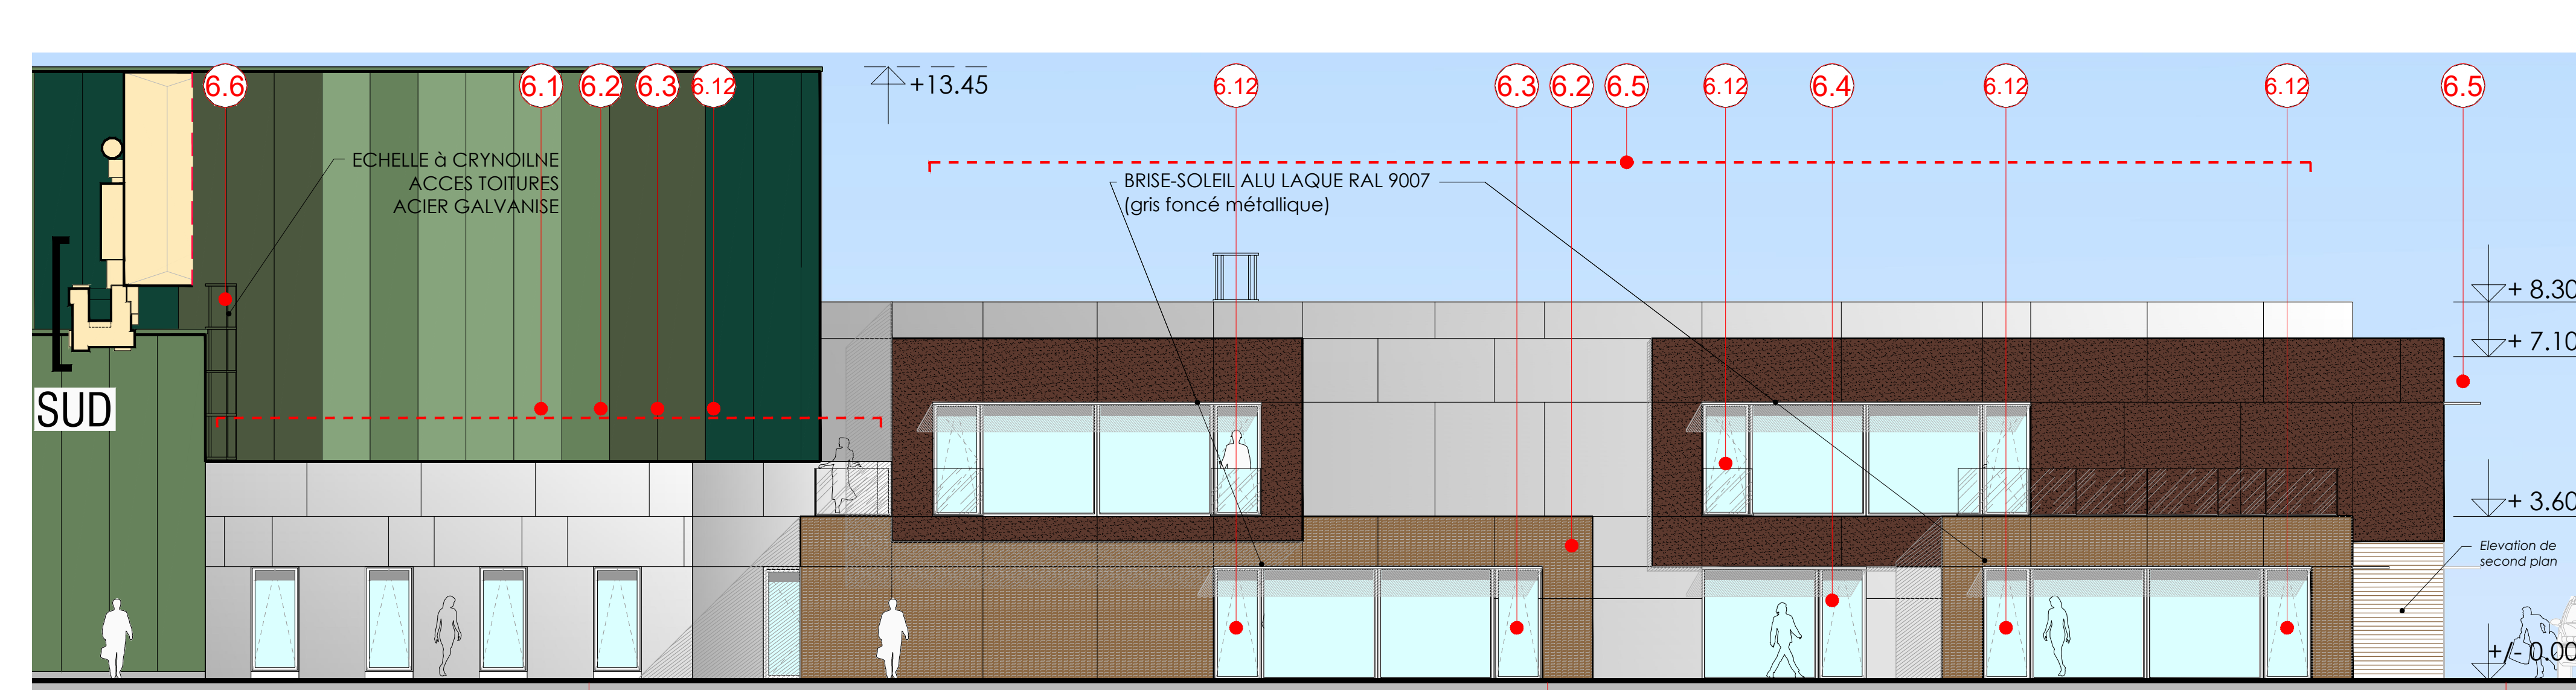 6.6 6.1 6.2 6.3 6.12 +13.45 6.12 6.3 6.2 6.5 6.12 6.4 6.12 6.12 6.5
ECHELLE à CRYNOILNE
ACCES TOITURES
ACIER GALVANISE
BRISE-SOLEIL ALU LAQUE RAL 9007
(gris foncé métallique)
+ 8.30
+ 7.10
SUD
+ 3.60
Elevation de
second plan
+/- 0.00